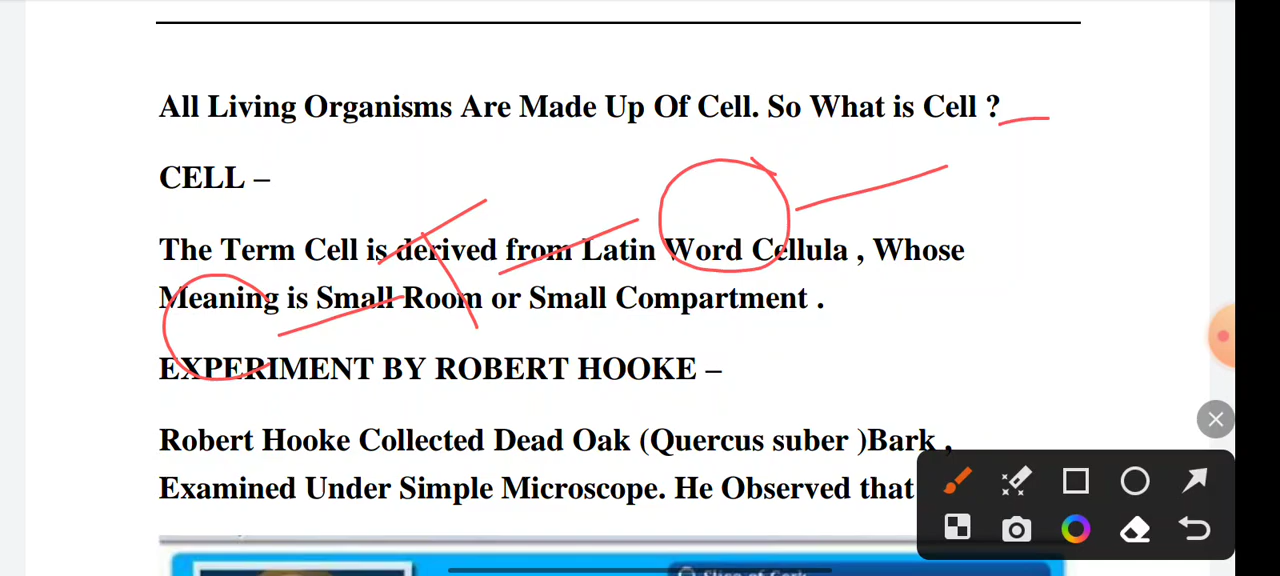 All Living Organisms Are Made Up Of Cell. So What is Cell ?
CELL –
The Term Cell is derived from Latin Word Cellula , Whose
Meaning is Small Room or Small Compartment .
EXPERIMENT BY ROBERT HOOKE –
Robert Hooke Collected Dead Oak (Quercus suber )Bark ,
Examined Under Simple Microscope. He Observed that